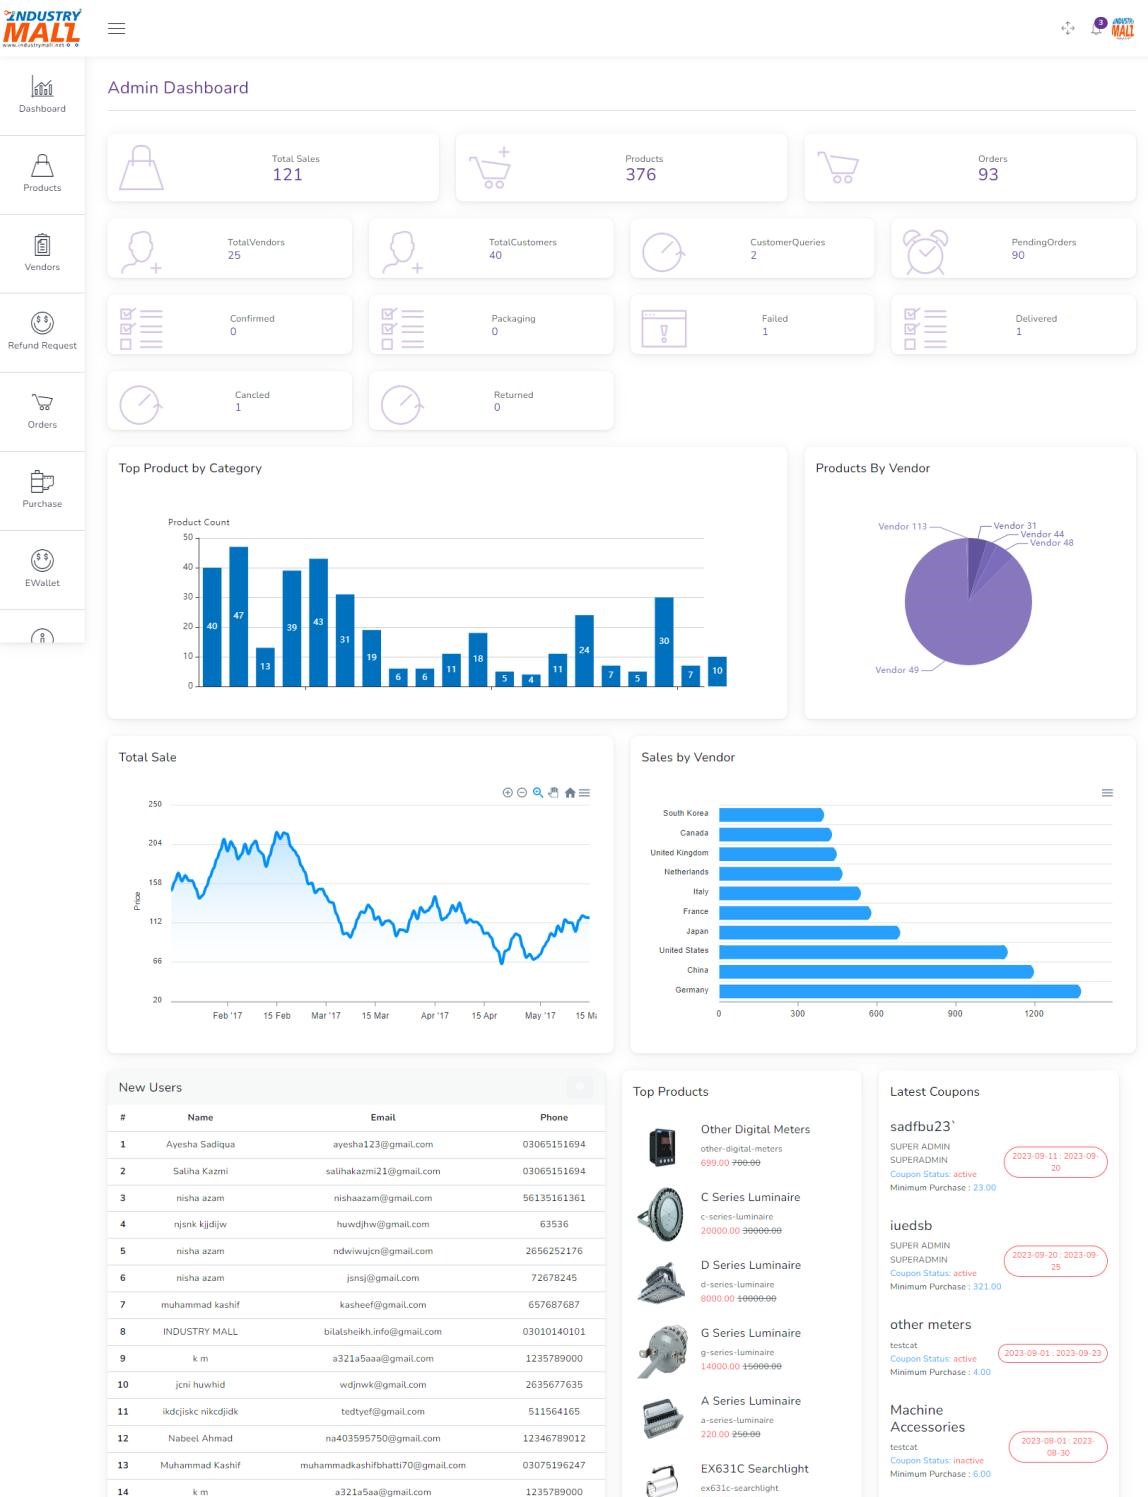 INDUSTRY
MALL
www.industrymall.net
3
Dashboard
Products
Vendors
Refund Request
Orders
Purchase
EWallet
Admin Dashboard
Total Sales
121
Products
376
Orders
93
TotalVendors
25
TotalCustomers
40
CustomerQueries
2
PendingOrders
90
Confirmed
0
Packaging
0
Failed
1
Delivered
1
Cancled
1
Returned
0
Top Product by Category
Product Count
50
40
30
20
10
0
40
47
13
39
43
31
19
6
6
11
18
5
4
11
24
7
5
30
7
10
Products By Vendor
Vendor 113
Vendor 31
Vendor 44
Vendor 48
Vendor 49
Total Sale
250
204
158
112
66
20
Price
Feb '17
15 Feb
Mar '17
15 Mar
Apr '17
15 Apr
May '17
15 Ma
Sales by Vendor
South Korea
Canada
United Kingdom
Netherlands
Italy
France
Japan
United States
China
Germany
0
300
600
900
1200
New Users
# Name Email Phone
1 Ayesha Sadiqua ayesha123@gmail.com 03065151694
2 Saliha Kazmi salihakazmi21@gmail.com 03065151694
3 nisha azam nishaazam@gmail.com 56135161361
4 njsnk kjjdijw huwdjhw@gmail.com 63536
5 nisha azam ndwiwujcn@gmail.com 2656252176
6 nisha azam jsnsj@gmail.com 72678245
7 muhammad kashif kasheef@gmail.com 657687687
8 INDUSTRY MALL bilalsheikh.info@gmail.com 03010140101
9 k m a321a5aaa@gmail.com 1235789000
10 jcni huwhid wdjnwk@gmail.com 2635677635
11 ikdcjiskc nikcdjidk tedtyef@gmail.com 511564165
12 Nabeel Ahmad na403595750@gmail.com 12346789012
13 Muhammad Kashif muhammadkashifbhatti70@gmail.com 03075196247
14 k m a321a5aa@gmail.com 1235789000
Top Products
Other Digital Meters
other-digital-meters
699.00 700.00
C Series Luminaire
c-series-luminaire
20000.00 30000.00
D Series Luminaire
d-series-luminaire
8000.00 10000.00
G Series Luminaire
g-series-luminaire
14000.00 15000.00
A Series Luminaire
a-series-luminaire
220.00 250.00
EX631C Searchlight
ex631c-searchlight
Latest Coupons
sadfbu23`
SUPER ADMIN
SUPERADMIN
Coupon Status: active
Minimum Purchase : 23.00
2023-09-11 : 2023-09-
20
iuedsb
SUPER ADMIN
SUPERADMIN
Coupon Status: active
Minimum Purchase : 321.00
2023-09-20 : 2023-09-
25
other meters
testcat
Coupon Status: active
Minimum Purchase : 4.00
2023-09-01 : 2023-09-23
Machine
Accessories
testcat
Coupon Status: inactive
Minimum Purchase : 6.00
2023-08-01 : 2023-
08-30